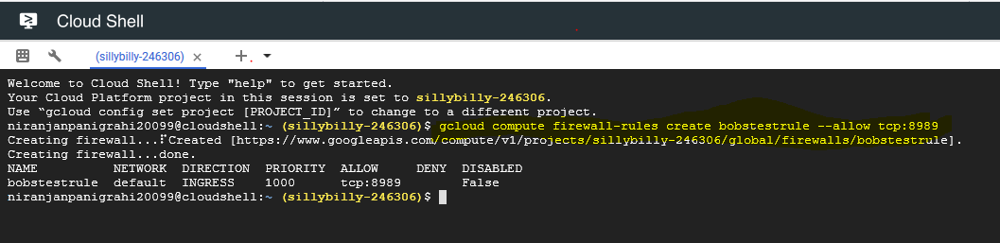 Cloud Shell
(sillybilly-246306)
Welcome to Cloud Shell! Type "help" to get started.
Your Cloud Platform project in this session is set to sillybilly-246306.
Use “gcloud config set project [PROJECT_ID]” to change to a different project.
niranjanpanigrahi20099@cloudshell:~ (sillybilly-246306)$ gcloud compute firewall-rules create bobstestrule --allow tcp:8989
Creating firewall...⠏Created [https://www.googleapis.com/compute/v1/projects/sillybilly-246306/global/firewalls/bobstestrule].
Creating firewall...done.
NAME NETWORK DIRECTION PRIORITY ALLOW DENY DISABLED
bobstestrule default INGRESS 1000 tcp:8989 False
niranjanpanigrahi20099@cloudshell:~ (sillybilly-246306)$